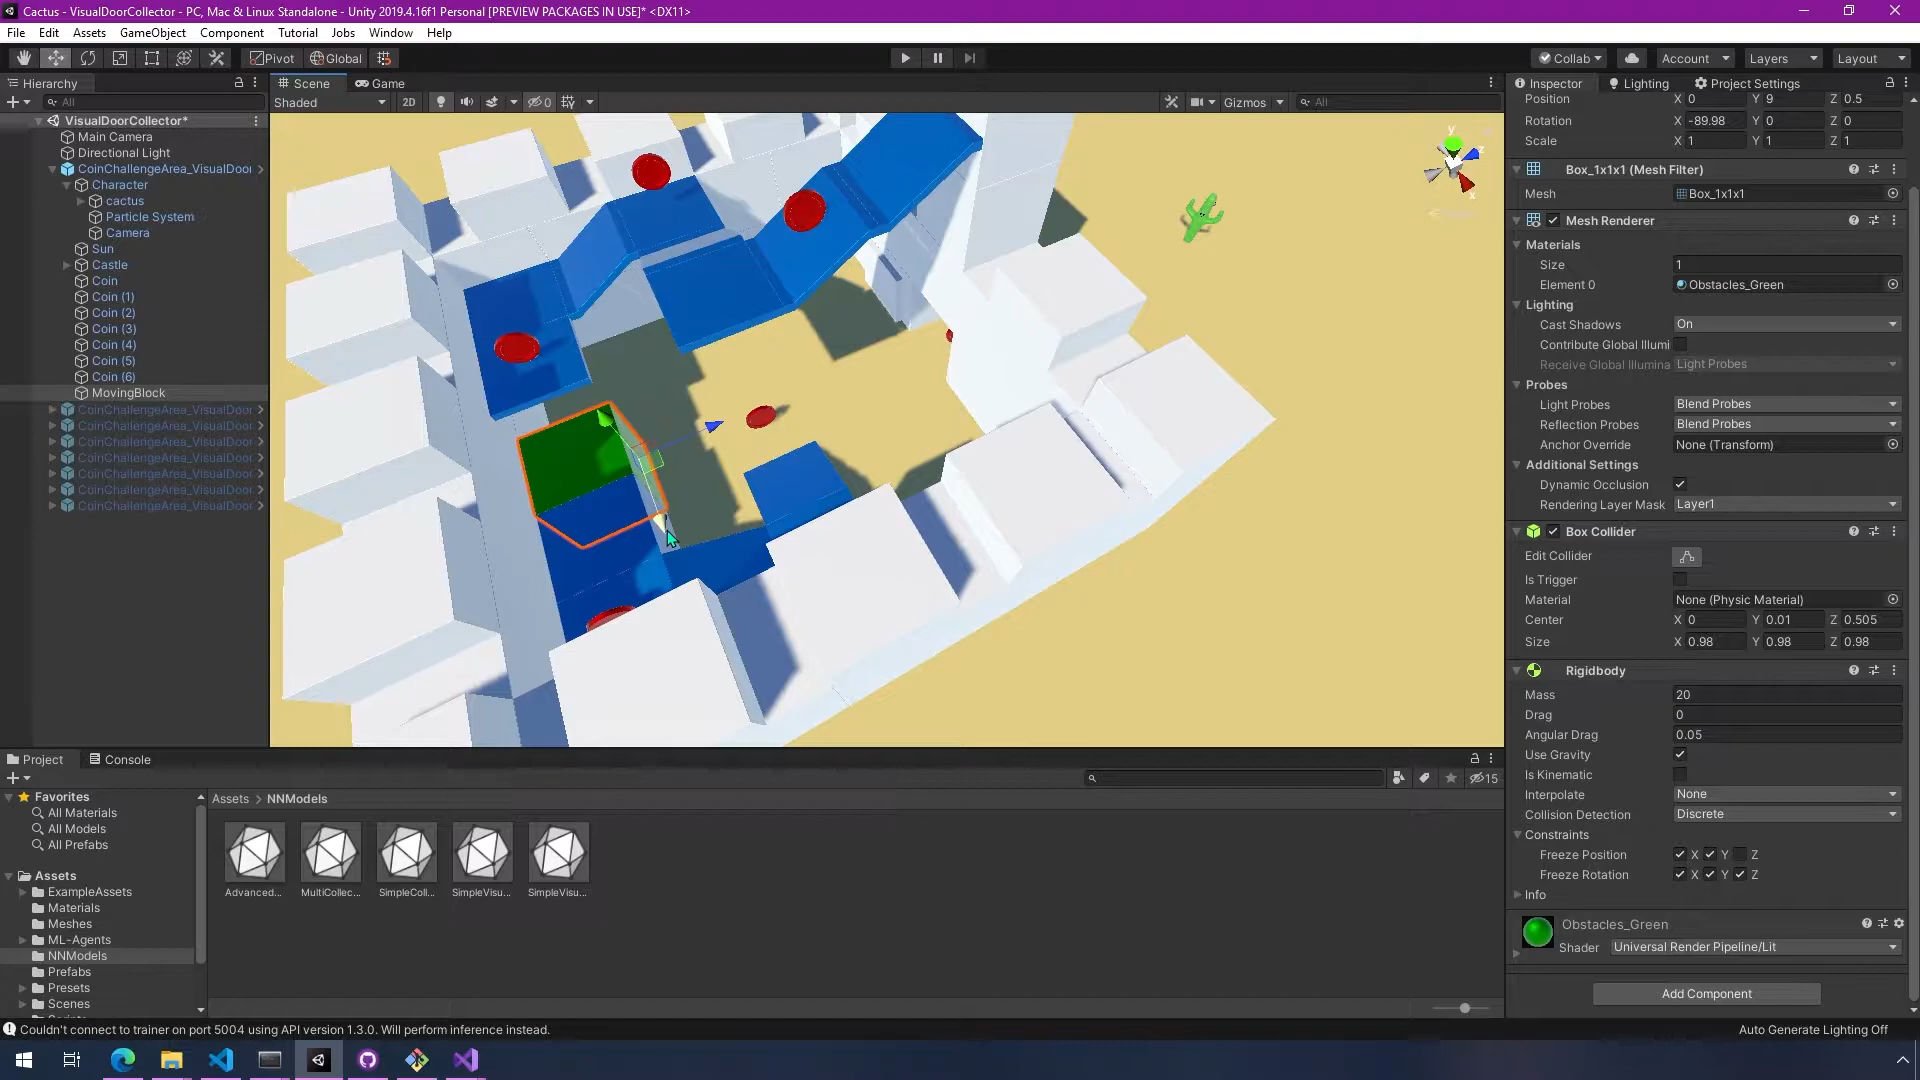 Cactus - VisualDoorCollector - PC, Mac & Linux Standalone - Unity 2019.4.16f1 Personal [PREVIEW PACKAGES IN USE]* <DX11>
File Edit Assets GameObject Component Tutorial Jobs Window Help
Pivot Global Collab Account Layers Layout
Hierarchy
All
VisualDoorCollector*
Main Camera
Directional Light
CoinChallengeArea_VisualDoor
Character
cactus
Particle System
Camera
Sun
Castle
Coin
Coin (1)
Coin (2)
Coin (3)
Coin (4)
Coin (5)
Coin (6)
MovingBlock
CoinChallengeArea_VisualDoor
CoinChallengeArea_VisualDoor
CoinChallengeArea_VisualDoor
CoinChallengeArea_VisualDoor
CoinChallengeArea_VisualDoor
CoinChallengeArea_VisualDoor
CoinChallengeArea_VisualDoor
Scene Game
Shaded 2D 0 Gizmos All
y
x
Inspector Lighting Project Settings
Position X 0 Y 9 Z 0.5
Rotation X -89.98 Y 0 Z 0
Scale X 1 Y 1 Z 1
Box_1x1x1 (Mesh Filter)
Mesh Box_1x1x1
Mesh Renderer
Materials
Size 1
Element 0 Obstacles_Green
Lighting
Cast Shadows On
Contribute Global Illumi
Receive Global Illumina Light Probes
Probes
Light Probes Blend Probes
Reflection Probes Blend Probes
Anchor Override None (Transform)
Additional Settings
Dynamic Occlusion
Rendering Layer Mask Layer1
Box Collider
Edit Collider
Is Trigger
Material None (Physic Material)
Center X 0 Y 0.01 Z 0.505
Size X 0.98 Y 0.98 Z 0.98
Rigidbody
Mass 20
Drag 0
Angular Drag 0.05
Use Gravity
Is Kinematic
Interpolate None
Collision Detection Discrete
Constraints
Freeze Position X Y Z
Freeze Rotation X Y Z
Info
Obstacles_Green
Shader Universal Render Pipeline/Lit
Add Component
Project Console
15
Favorites
All Materials
All Models
All Prefabs
Assets
ExampleAssets
Materials
Meshes
ML-Agents
NNModels
Prefabs
Presets
Scenes
Assets > NNModels
Advanced... MultiCollec... SimpleColl... SimpleVisu... SimpleVisu...
Couldn't connect to trainer on port 5004 using API version 1.3.0. Will perform inference instead.
Auto Generate Lighting Off